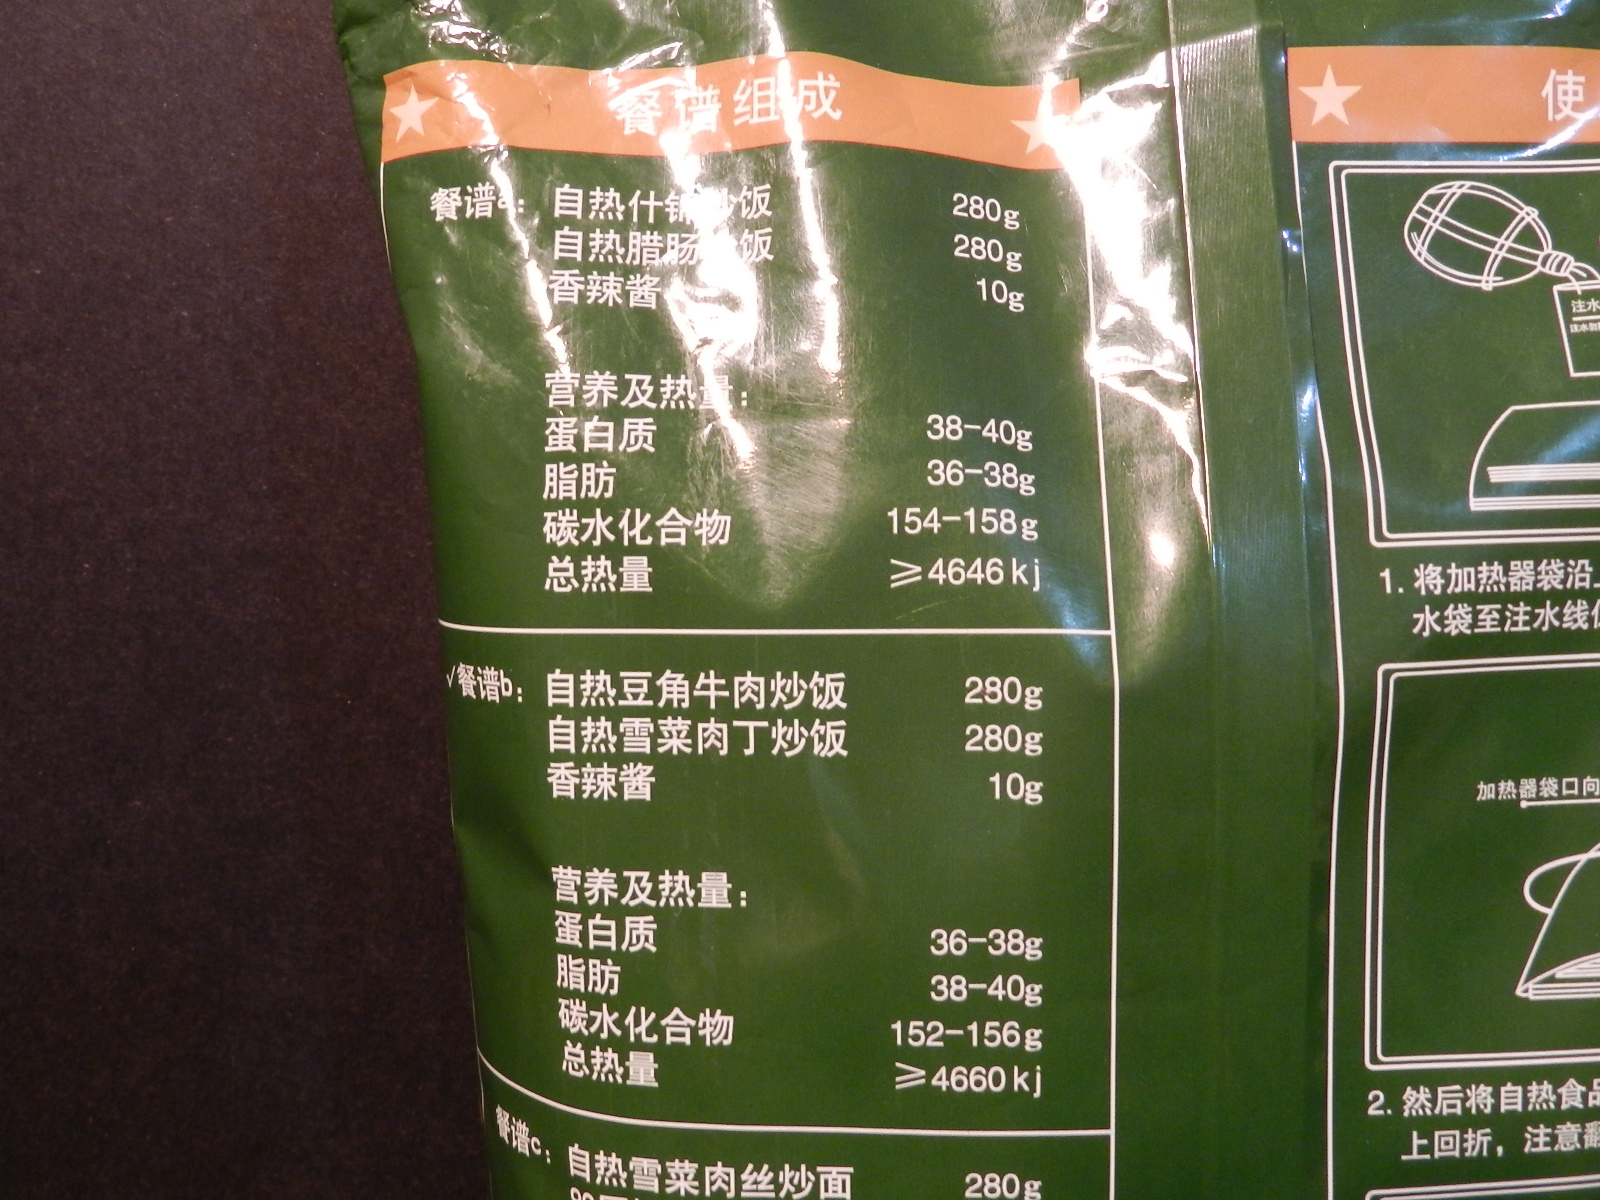 餐谱组成
餐谱a： 自热什锦炒饭 280g
自热腊肠炒饭 280g
香辣酱 10g
营养及热量：
蛋白质 38-40g
脂肪 36-38g
碳水化合物 154-158g
总热量 ≥4646kj
√餐谱b： 自热豆角牛肉炒饭 280g
自热雪菜肉丁炒饭 280g
香辣酱 10g
营养及热量：
蛋白质 36-38g
脂肪 38-40g
碳水化合物 152-156g
总热量 ≥4660kj
餐谱c： 自热雪菜肉丝炒面 280g
使
注水
1. 将加热器袋沿
水袋至注水线
加热器袋口向
2. 然后将自热食品
上回折，注意翻